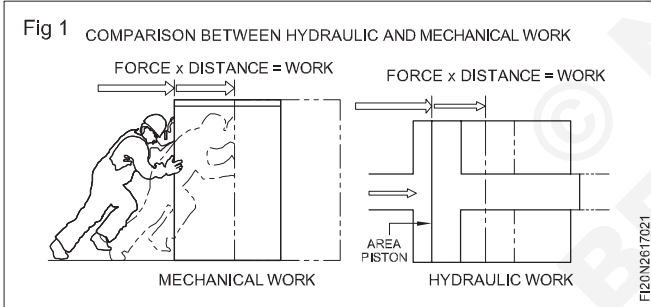 Fig 1
COMPARISON BETWEEN HYDRAULIC AND MECHANICAL WORK
FORCE x DISTANCE = WORK
FORCE x DISTANCE = WORK
AREA
PISTON
MECHANICAL WORK
HYDRAULIC WORK
FI20N2617021